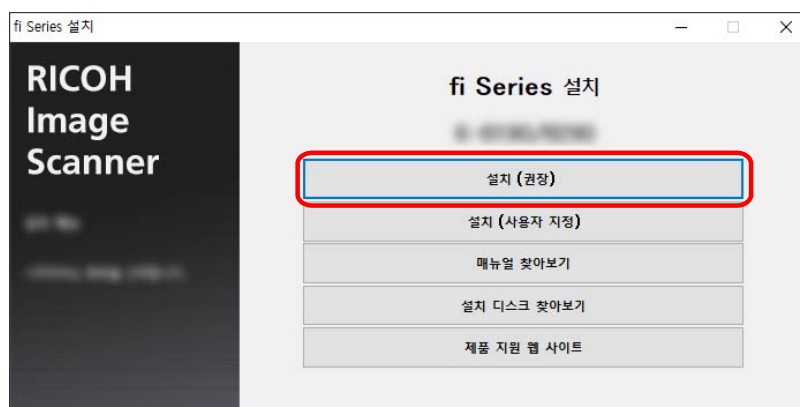 fi Series 설치
RICOH
Image
Scanner
fi Series 설치
설치 (권장)
설치 (사용자 지정)
매뉴얼 찾아보기
설치 디스크 찾아보기
제품 지원 웹 사이트